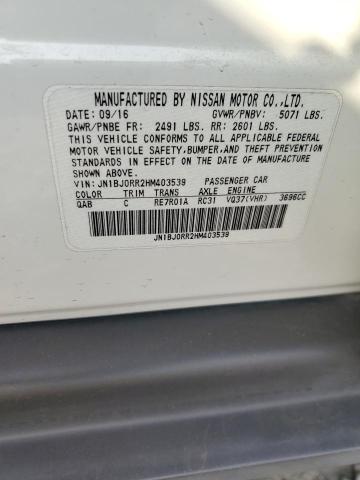 MANUFACTURED BY NISSAN MOTOR CO.,LTD.
DATE: 09/16 GVWR/PNBV: 5071 LBS.
GAWR/PNBE FR: 2491 LBS. RR: 2601 LBS.
THIS VEHICLE CONFORMS TO ALL APPLICABLE FEDERAL
MOTOR VEHICLE SAFETY,BUMPER,AND THEFT PREVENTION
STANDARDS IN EFFECT ON THE DATE OF MANUFACTURE
SHOWN ABOVE.
VIN:JN1BJ0RR2HM403539 PASSENGER CAR
COLOR TRIM TRANS AXLE ENGINE
QAB C RE7R01A RC31 VQ37(VHR) 3696CC
JN1BJ0RR2HM403539